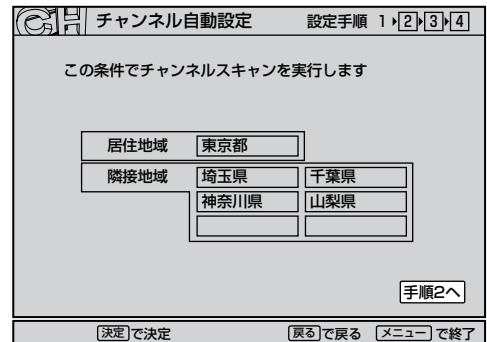 CH チャンネル自動設定 設定手順 1 2 3 4
この条件でチャンネルスキャンを実行します
居住地域 東京都
隣接地域 埼玉県 千葉県
神奈川県 山梨県
手順2へ
決定で決定 戻るで戻る メニューで終了